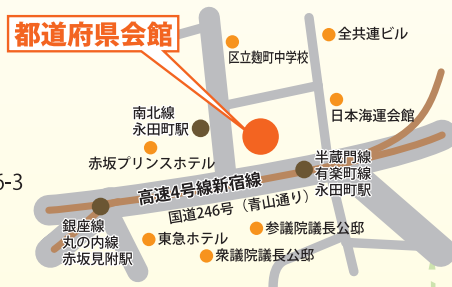 都道府県会館
全共連ビル
区立麹町中学校
日本海運会館
南北線
永田町駅
赤坂プリンスホテル
半蔵門線
有楽町線
永田町駅
5-3
高速4号線新宿線
国道246号（青山通り）
銀座線
丸の内線
赤坂見附駅
東急ホテル
参議院議長公邸
衆議院議長公邸